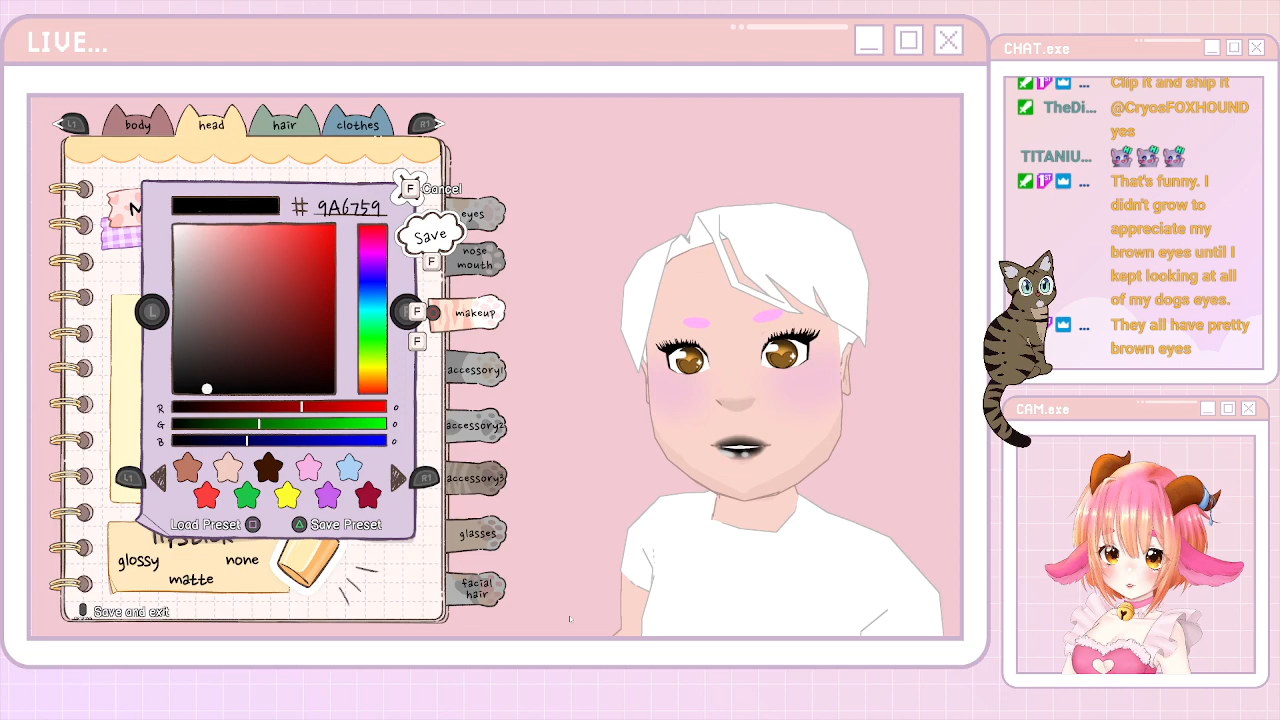 LIVE...
L1
body
head
hair
clothes
R1
M
F
Cancel
# 9A6759
Save
F
L
F
F
R
0
G
0
B
0
L1
R1
Load Preset
Save Preset
lipstick
glossy
none
matte
Save and exit
eyes
nose
mouth
makeup
accessory1
accessory2
accessory3
glasses
facial
hair
CHAT.exe
... Clip it and ship it
TheDi... @CryosFOXHOUND
yes
TITANIU...
... That's funny. I
didn't grow to
appreciate my
brown eyes until I
kept looking at all
of my dogs eyes.
... They all have pretty
brown eyes
CAM.exe